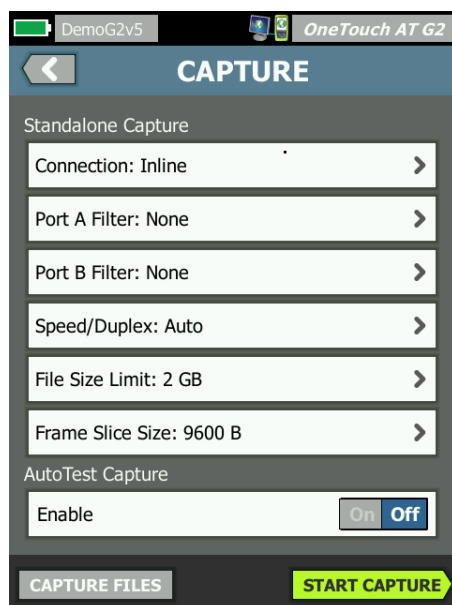 DemoG2v5 OneTouch AT G2
CAPTURE
Standalone Capture
Connection: Inline
Port A Filter: None
Port B Filter: None
Speed/Duplex: Auto
File Size Limit: 2 GB
Frame Slice Size: 9600 B
AutoTest Capture
Enable On Off
CAPTURE FILES START CAPTURE